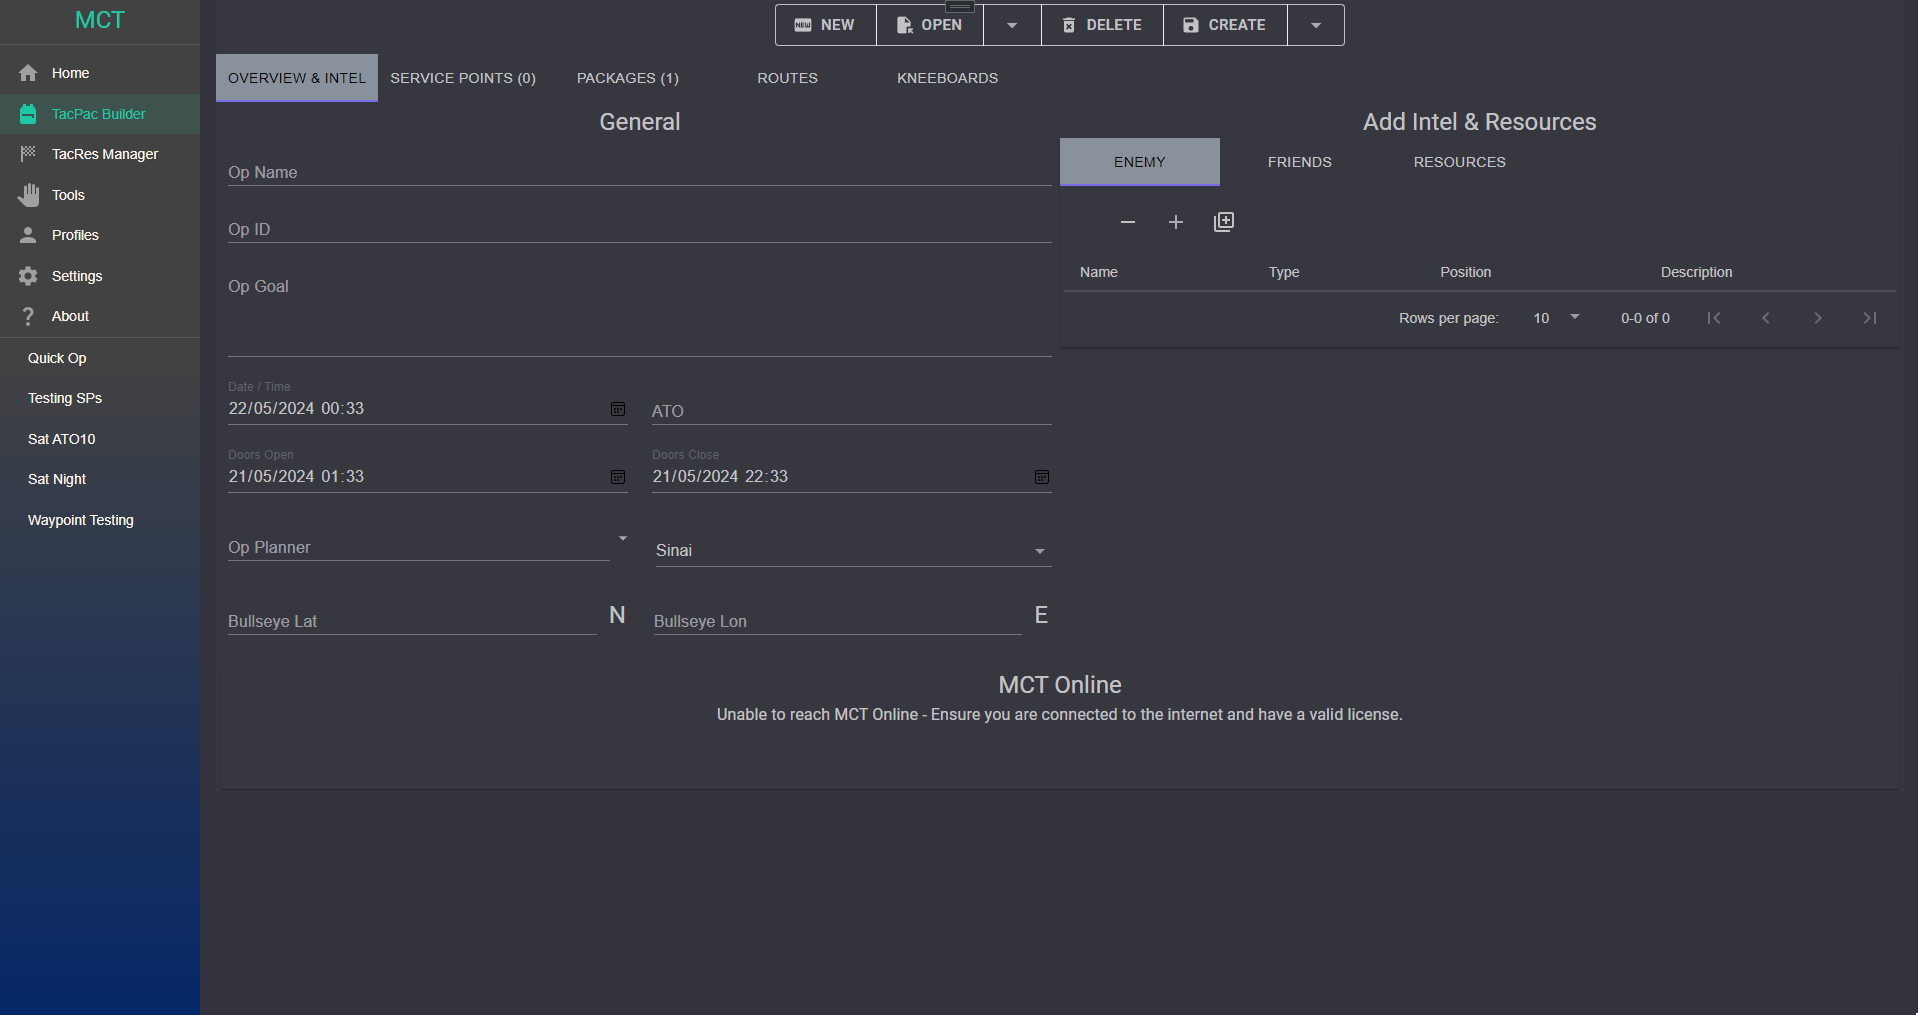 MCT
NEW OPEN DELETE CREATE
Home
TacPac Builder
TacRes Manager
Tools
Profiles
Settings
About
Quick Op
Testing SPs
Sat ATO10
Sat Night
Waypoint Testing
OVERVIEW & INTEL SERVICE POINTS (0) PACKAGES (1) ROUTES KNEEBOARDS
General
Op Name
Op ID
Op Goal
Date / Time
22/05/2024 00:33
ATO
Doors Open
21/05/2024 01:33
Doors Close
21/05/2024 22:33
Op Planner
Sinai
Bullseye Lat N
Bullseye Lon E
Add Intel & Resources
ENEMY FRIENDS RESOURCES
Name Type Position Description
Rows per page: 10 0-0 of 0
MCT Online
Unable to reach MCT Online - Ensure you are connected to the internet and have a valid license.